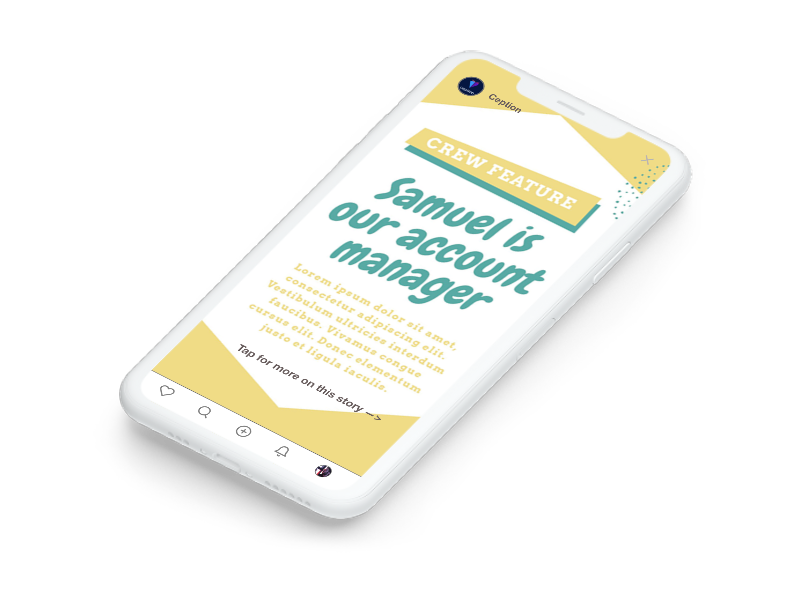 Ception
CREW FEATURE
Samuel is
our account
manager
Lorem ipsum dolor sit amet,
consectetur adipiscing elit.
Vestibulum ultricies interdum
faucibus. Vivamus congue
cursus elit. Donec elementum
justo et ligula iaculis.
Tap for more on this story —>